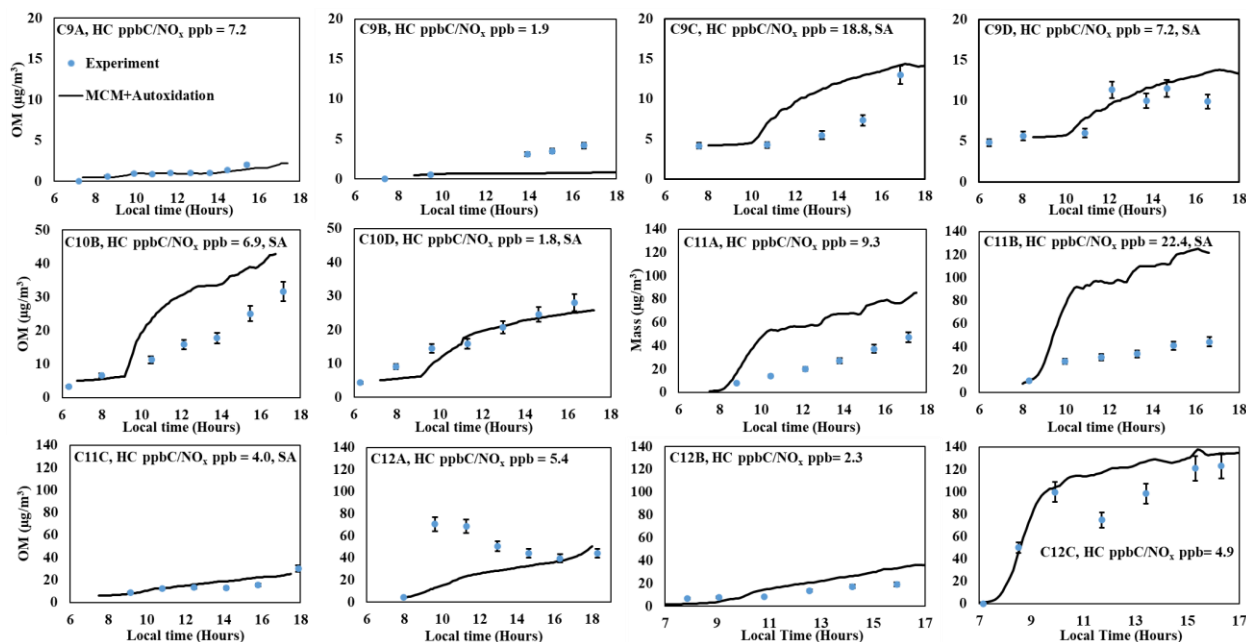 C9A, HC ppbC/NOx ppb = 7.2
Experiment
MCM+Autoxidation
OM (µg/m³)
20
15
10
5
0
6 8 10 12 14 16 18
Local time (Hours)
C9B, HC ppbC/NOx ppb = 1.9
20
15
10
5
0
6 8 10 12 14 16 18
Local time (Hours)
C9C, HC ppbC/NOx ppb = 18.8, SA
20
15
10
5
0
6 8 10 12 14 16 18
Local time (Hours)
C9D, HC ppbC/NOx ppb = 7.2, SA
20
15
10
5
0
6 8 10 12 14 16 18
Local time (Hours)
C10B, HC ppbC/NOx ppb = 6.9, SA
OM (µg/m³)
50
40
30
20
10
0
6 8 10 12 14 16 18
Local time (Hours)
C10D, HC ppbC/NOx ppb = 1.8, SA
50
40
30
20
10
0
6 8 10 12 14 16 18
Local time (Hours)
C11A, HC ppbC/NOx ppb = 9.3
Mass (µg/m³)
140
120
100
80
60
40
20
0
6 8 10 12 14 16 18
Local time (Hours)
C11B, HC ppbC/NOx ppb = 22.4, SA
140
120
100
80
60
40
20
0
6 8 10 12 14 16 18
Local time (Hours)
C11C, HC ppbC/NOx ppb = 4.0, SA
OM (µg/m³)
140
120
100
80
60
40
20
0
6 8 10 12 14 16 18
Local time (Hours)
C12A, HC ppbC/NOx ppb = 5.4
140
120
100
80
60
40
20
0
6 8 10 12 14 16 18
Local time (Hours)
C12B, HC ppbC/NOx ppb= 2.3
140
120
100
80
60
40
20
0
7 8 9 10 11 12 13 14 15 16 17
Local time (Hours)
C12C, HC ppbC/NOx ppb= 4.9
140
120
100
80
60
40
20
0
7 8 9 10 11 12 13 14 15 16 17
Local time (Hours)